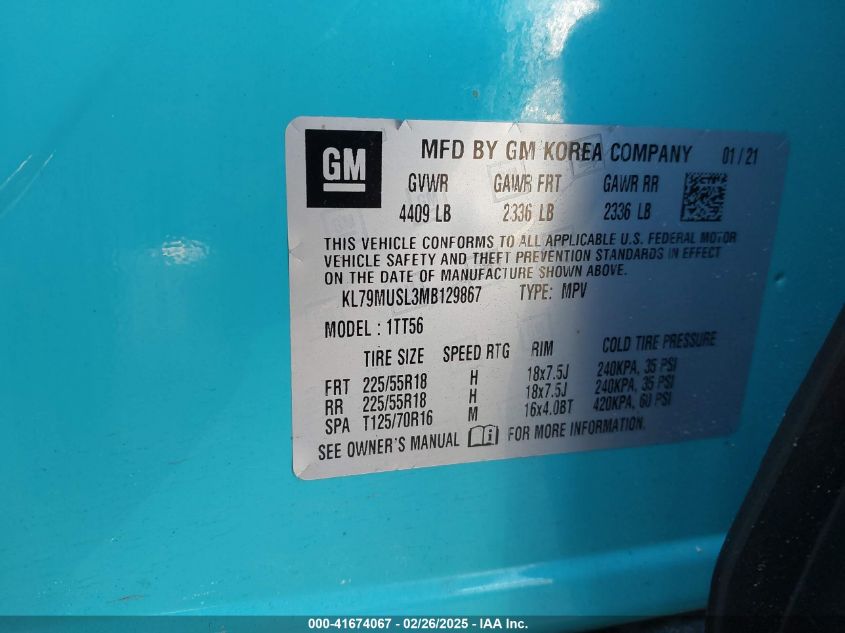 GM
MFD BY GM KOREA COMPANY 01/21
GVWR GAWR FRT GAWR RR
4409 LB 2336 LB 2336 LB
THIS VEHICLE CONFORMS TO ALL APPLICABLE U.S. FEDERAL MOTOR
VEHICLE SAFETY AND THEFT PREVENTION STANDARDS IN EFFECT
ON THE DATE OF MANUFACTURE SHOWN ABOVE.
KL79MUSL3MB129867 TYPE: MPV
MODEL : 1TT56
TIRE SIZE SPEED RTG RIM COLD TIRE PRESSURE
FRT 225/55R18 H 18x7.5J 240KPA, 35 PSI
RR 225/55R18 H 18x7.5J 240KPA, 35 PSI
SPA T125/70R16 M 16x4.0BT 420KPA, 60 PSI
SEE OWNER'S MANUAL FOR MORE INFORMATION.
000-41674067 - 02/26/2025 - IAA Inc.